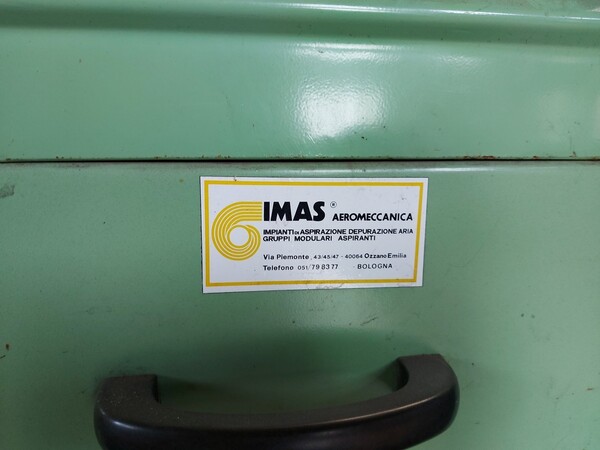 IMAS ® AEROMECCANICA
IMPIANTI DI ASPIRAZIONE DEPURAZIONE ARIA
GRUPPI MODULARI ASPIRANTI
Via Piemonte, 43/45/47 - 40064 Ozzano Emilia
Telefono 051/79 83 77 BOLOGNA